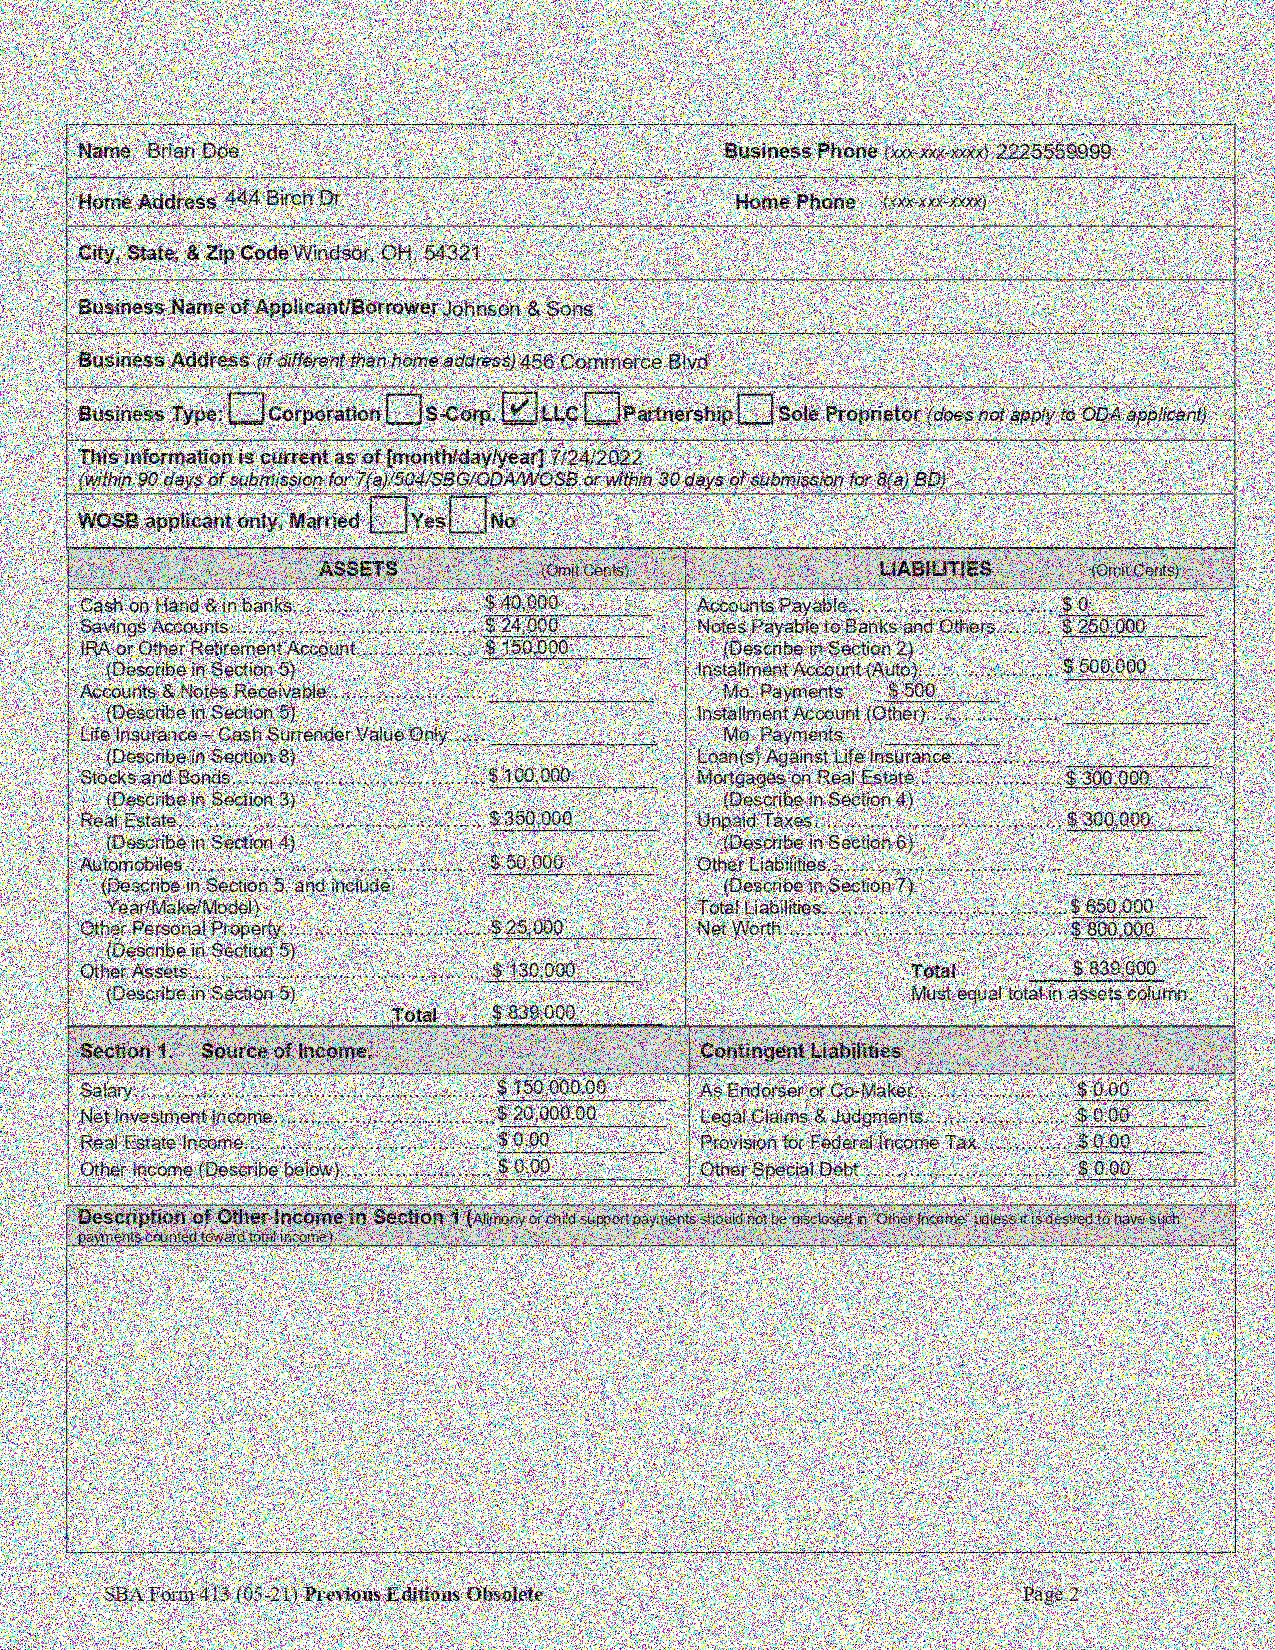 Name Brian Doe Business Phone (xxx-xxx-xxxx) 2225559999
Home Address 444 Birch Dr Home Phone (xxx-xxx-xxxx)
City, State, & Zip Code Windsor, OH, 54321
Business Name of Applicant/Borrower Johnson & Sons
Business Address (if different than home address) 456 Commerce Blvd
Business Type: Corporation S-Corp. ✔ LLC Partnership Sole Proprietor (does not apply to ODA applicant)
This information is current as of [month/day/year] 7/24/2022
(within 90 days of submission for 7(a)/504/SBG/ODA/WOSB or within 30 days of submission for 8(a) BD)
WOSB applicant only, Married Yes No
ASSETS (Omit Cents) LIABILITIES (Omit Cents)
Cash on Hand & in banks $ 40,000 Accounts Payable $ 0
Savings Accounts $ 24,000 Notes Payable to Banks and Others $ 250,000
IRA or Other Retirement Account $ 150,000 (Describe in Section 2)
(Describe in Section 5) Installment Account (Auto) $ 500,000
Accounts & Notes Receivable Mo. Payments $ 500
(Describe in Section 5) Installment Account (Other)
Life Insurance – Cash Surrender Value Only Mo. Payments
(Describe in Section 8) Loan(s) Against Life Insurance
Stocks and Bonds $ 100,000 Mortgages on Real Estate $ 300,000
(Describe in Section 3) (Describe in Section 4)
Real Estate $ 350,000 Unpaid Taxes $ 300,000
(Describe in Section 4) (Describe in Section 6)
Automobiles $ 50,000 Other Liabilities
(Describe in Section 5, and include (Describe in Section 7)
Year/Make/Model) Total Liabilities $ 650,000
Other Personal Property $ 25,000 Net Worth $ 800,000
(Describe in Section 5)
Other Assets $ 130,000 Total $ 839,000
(Describe in Section 5) Must equal total in assets column.
Total $ 839,000
Section 1. Source of Income. Contingent Liabilities
Salary $ 150,000.00 As Endorser or Co-Maker $ 0.00
Net Investment Income $ 20,000.00 Legal Claims & Judgments $ 0.00
Real Estate Income $ 0.00 Provision for Federal Income Tax $ 0.00
Other Income (Describe below) $ 0.00 Other Special Debt $ 0.00
Description of Other Income in Section 1 (Alimony or child support payments should not be disclosed in "Other Income" unless it is desired to have such
payments counted toward total income)
SBA Form 413 (05-21) Previous Editions Obsolete Page 2